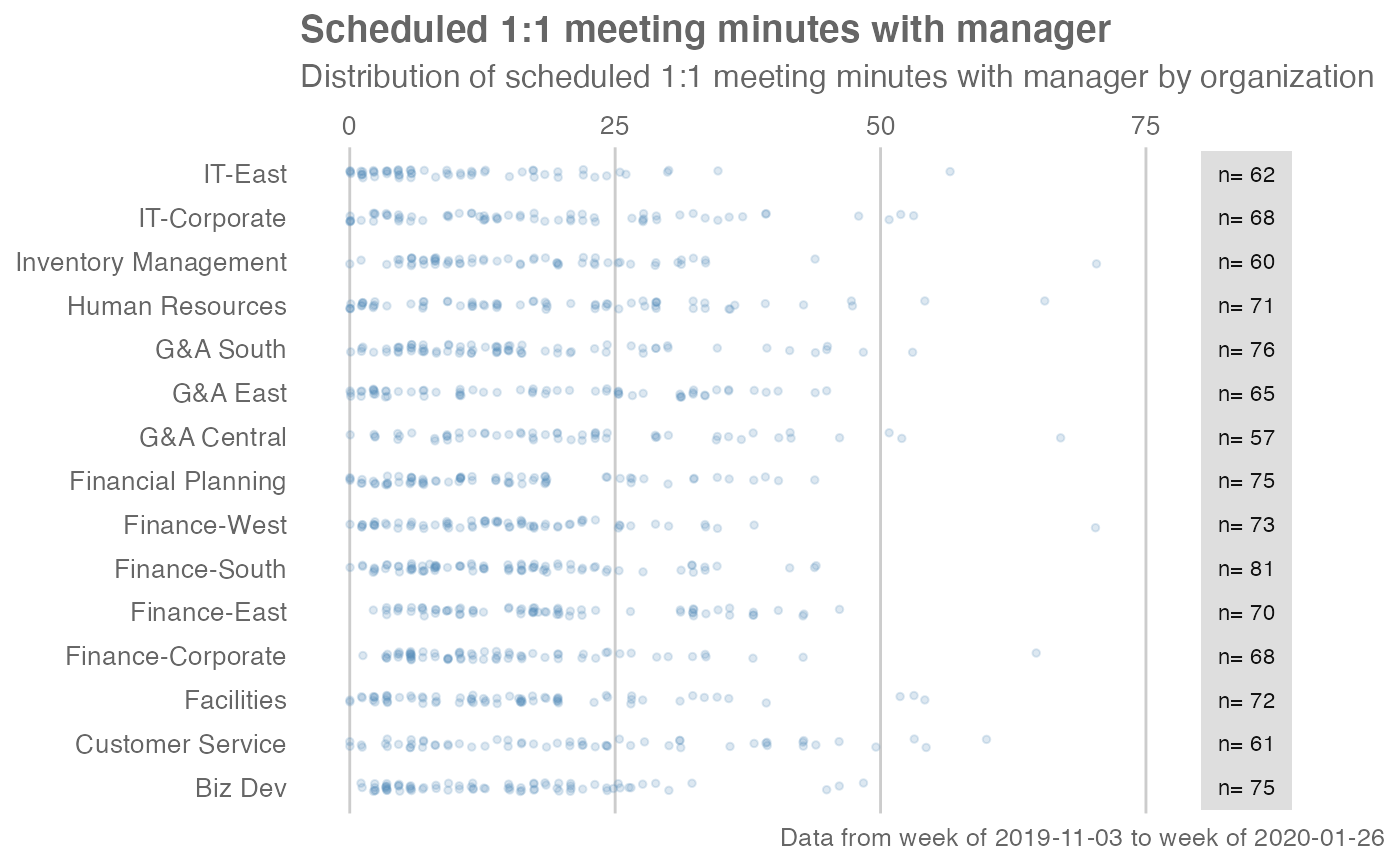 Scheduled 1:1 meeting minutes with manager
Distribution of scheduled 1:1 meeting minutes with manager by organization
0 25 50 75
IT-East n= 62
IT-Corporate n= 68
Inventory Management n= 60
Human Resources n= 71
G&A South n= 76
G&A East n= 65
G&A Central n= 57
Financial Planning n= 75
Finance-West n= 73
Finance-South n= 81
Finance-East n= 70
Finance-Corporate n= 68
Facilities n= 72
Customer Service n= 61
Biz Dev n= 75
Data from week of 2019-11-03 to week of 2020-01-26